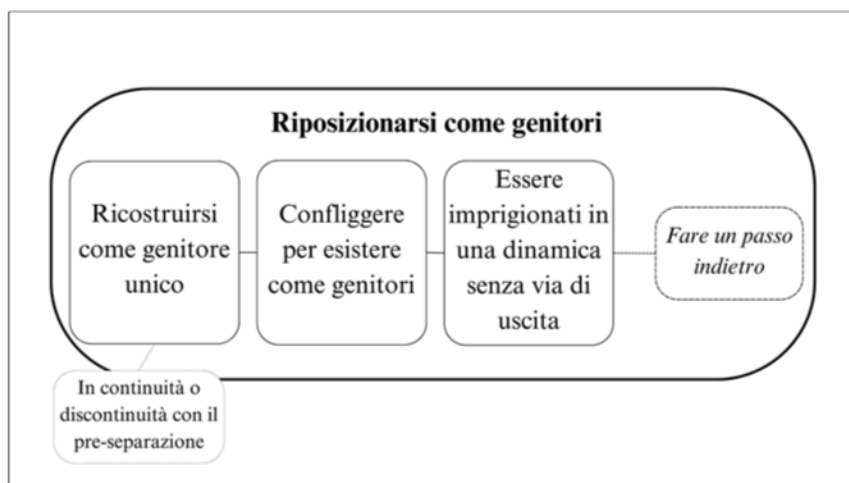 Riposizionarsi come genitori
Ricostruirsi
come genitore
unico
Confliggere
per esistere
come genitori
Essere
imprigionati in
una dinamica
senza via di
uscita
Fare un passo
indietro
In continuità o
discontinuità con il
pre-separazione